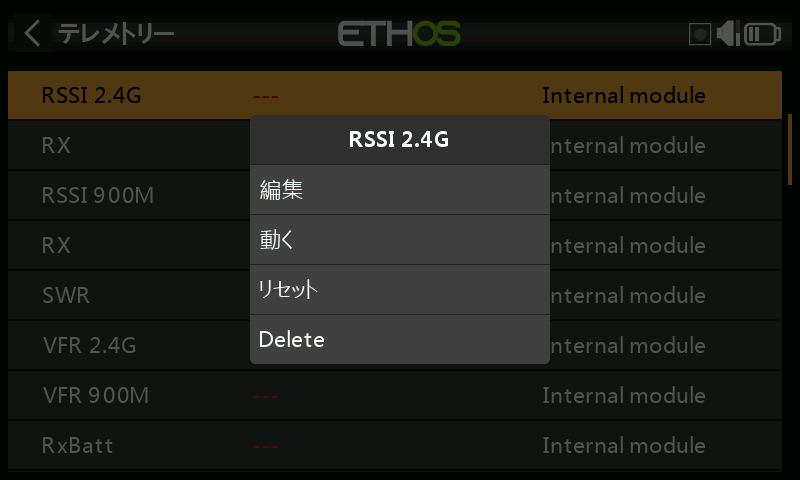 テレメトリー
ETHOS
RSSI 2.4G --- Internal module
RX nternal module
RSSI 900M nternal module
RX nternal module
SWR nternal module
VFR 2.4G nternal module
VFR 900M --- Internal module
RxBatt --- Internal module
RSSI 2.4G
編集
動く
リセット
Delete